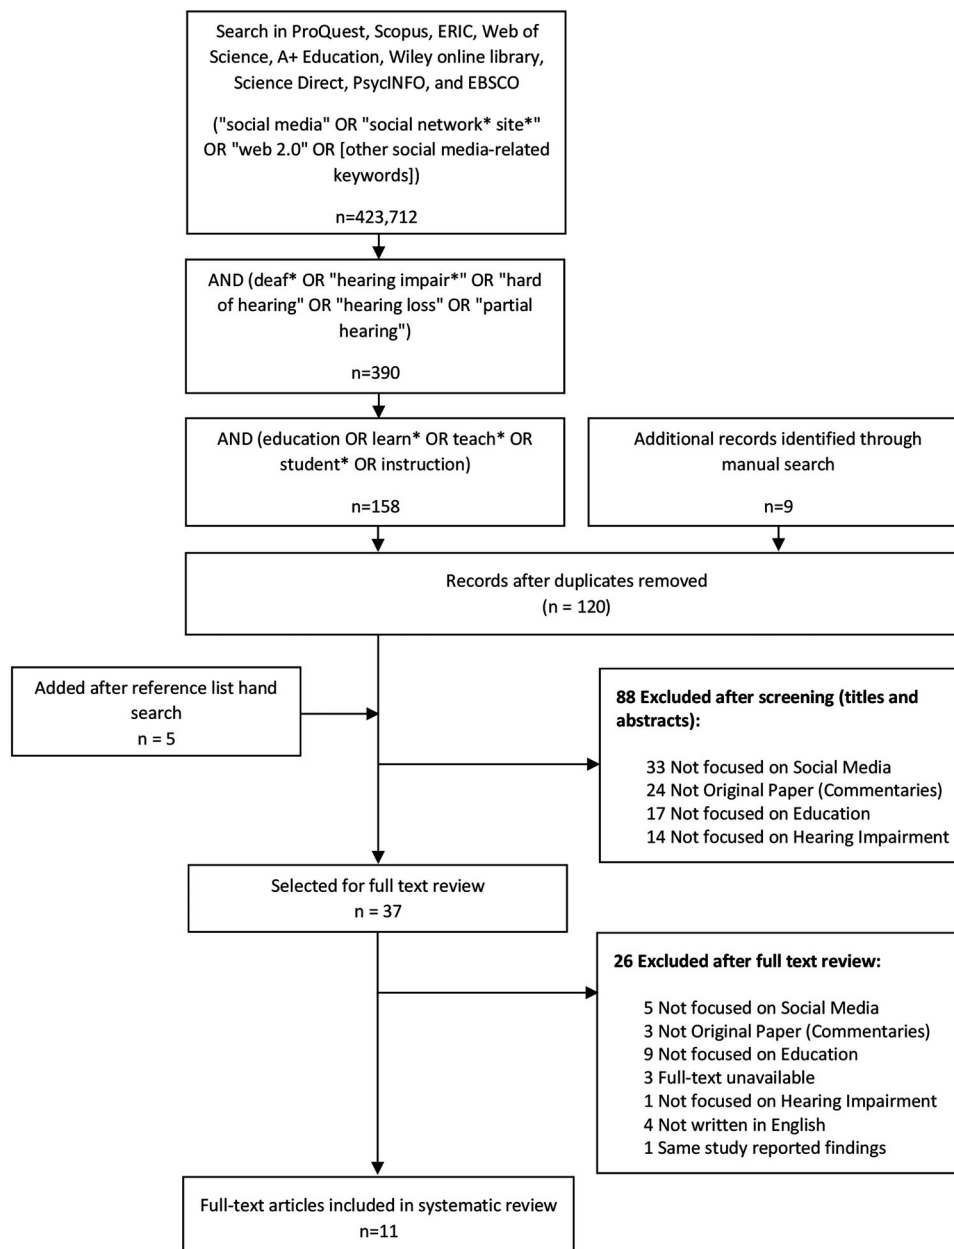 Search in ProQuest, Scopus, ERIC, Web of
Science, A+ Education, Wiley online library,
Science Direct, PsycINFO, and EBSCO
("social media" OR "social network* site*"
OR "web 2.0" OR [other social media-related
keywords])
n=423,712
AND (deaf* OR "hearing impair*" OR "hard
of hearing" OR "hearing loss" OR "partial
hearing")
n=390
AND (education OR learn* OR teach* OR
student* OR instruction)
n=158
Additional records identified through
manual search
n=9
Records after duplicates removed
(n = 120)
Added after reference list hand
search
n = 5
88 Excluded after screening (titles and
abstracts):
33 Not focused on Social Media
24 Not Original Paper (Commentaries)
17 Not focused on Education
14 Not focused on Hearing Impairment
Selected for full text review
n = 37
26 Excluded after full text review:
5 Not focused on Social Media
3 Not Original Paper (Commentaries)
9 Not focused on Education
3 Full-text unavailable
1 Not focused on Hearing Impairment
4 Not written in English
1 Same study reported findings
Full-text articles included in systematic review
n=11